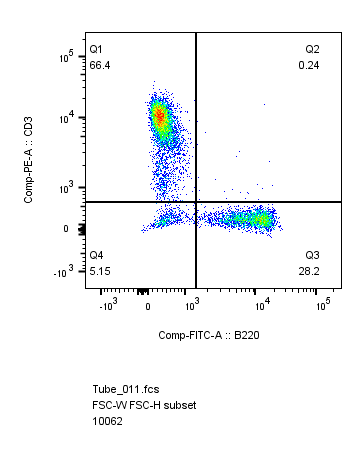 Q1
66.4
Q2
0.24
10^5
10^4
10^3
0
-10^3
Comp-PE-A :: CD3
Q4
5.15
Q3
28.2
-10^3
0
10^3
10^4
10^5
Comp-FITC-A :: B220
Tube_011.fcs
FSC-W FSC-H subset
10062